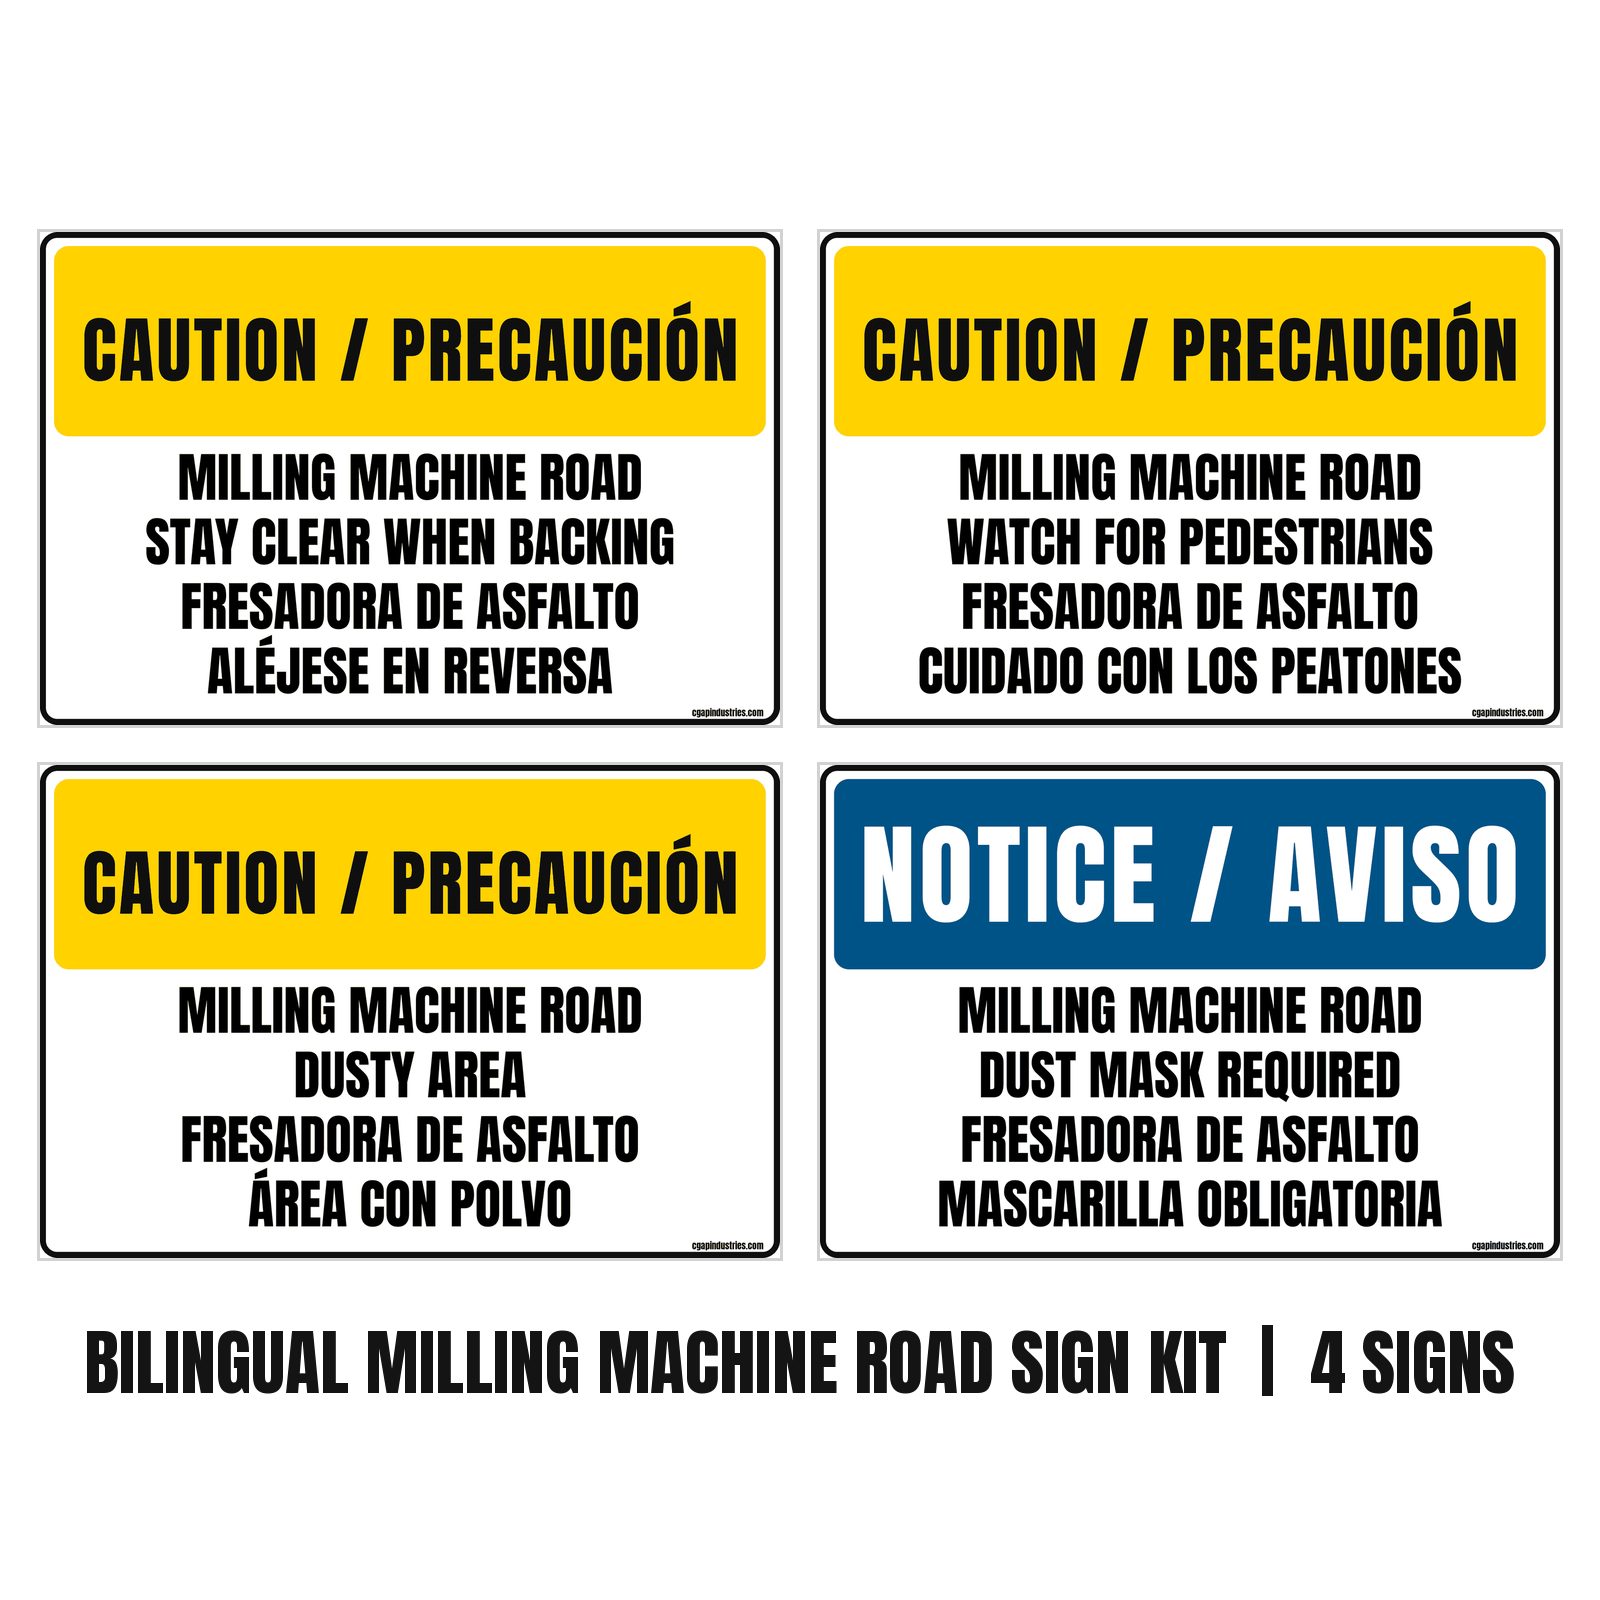 CAUTION / PRECAUCIÓN
MILLING MACHINE ROAD
STAY CLEAR WHEN BACKING
FRESADORA DE ASFALTO
ALÉJESE EN REVERSA
cgapindustries.com
CAUTION / PRECAUCIÓN
MILLING MACHINE ROAD
WATCH FOR PEDESTRIANS
FRESADORA DE ASFALTO
CUIDADO CON LOS PEATONES
cgapindustries.com
CAUTION / PRECAUCIÓN
MILLING MACHINE ROAD
DUSTY AREA
FRESADORA DE ASFALTO
ÁREA CON POLVO
cgapindustries.com
NOTICE / AVISO
MILLING MACHINE ROAD
DUST MASK REQUIRED
FRESADORA DE ASFALTO
MASCARILLA OBLIGATORIA
cgapindustries.com
BILINGUAL MILLING MACHINE ROAD SIGN KIT | 4 SIGNS